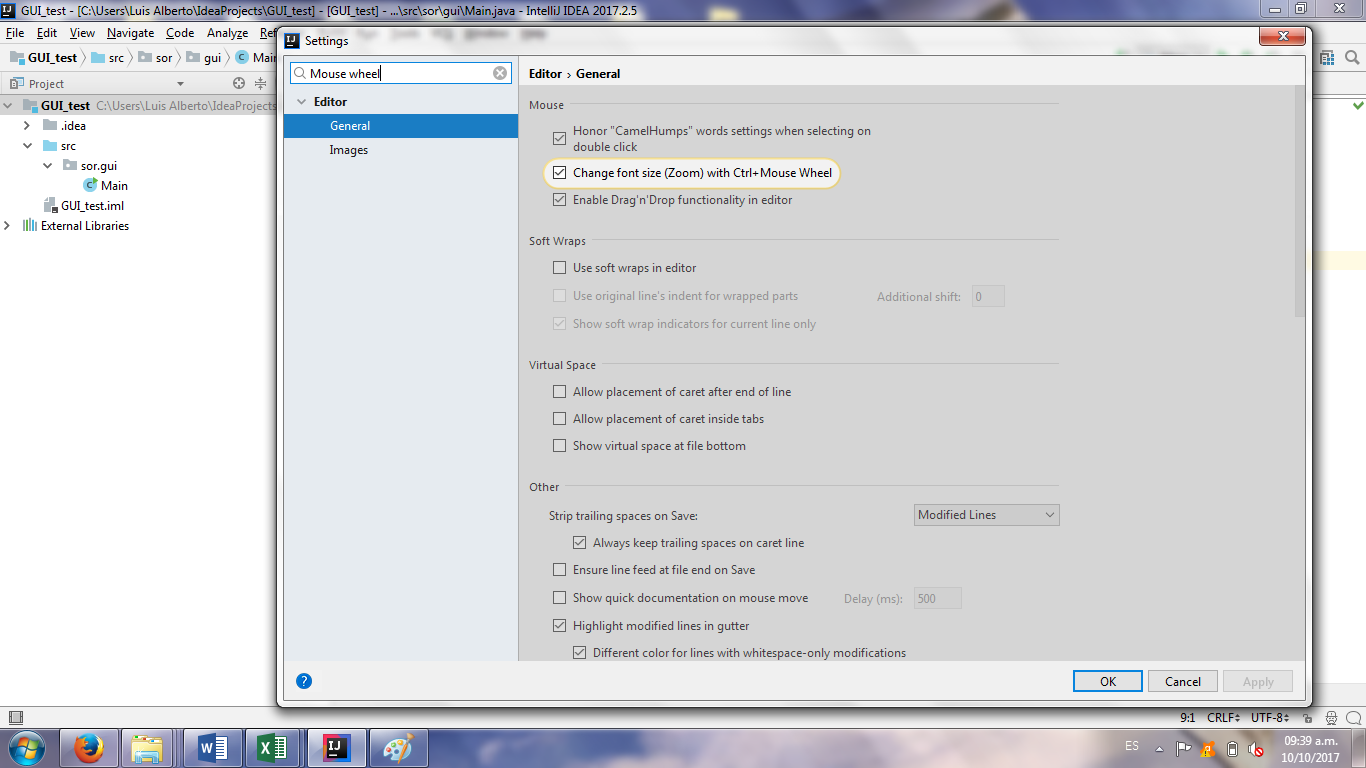 GUI_test - [C:\Users\Luis Alberto\IdeaProjects\GUI_test] - [GUI_test] - ...\src\sor\gui\Main.java - IntelliJ IDEA 2017.2.5
File Edit View Navigate Code Analyze
GUI_test src sor gui
Project
GUI_test C:\Users\Luis Alberto\IdeaProjects
.idea
src
sor.gui
Main
GUI_test.iml
External Libraries
Settings
Mouse wheel
Editor
General
Images
Editor › General
Mouse
Honor "CamelHumps" words settings when selecting on
double click
Change font size (Zoom) with Ctrl+Mouse Wheel
Enable Drag'n'Drop functionality in editor
Soft Wraps
Use soft wraps in editor
Use original line's indent for wrapped parts Additional shift: 0
Show soft wrap indicators for current line only
Virtual Space
Allow placement of caret after end of line
Allow placement of caret inside tabs
Show virtual space at file bottom
Other
Strip trailing spaces on Save: Modified Lines
Always keep trailing spaces on caret line
Ensure line feed at file end on Save
Show quick documentation on mouse move Delay (ms): 500
Highlight modified lines in gutter
Different color for lines with whitespace-only modifications
OK Cancel Apply
9:1 CRLF UTF-8
ES 09:39 a.m.
10/10/2017